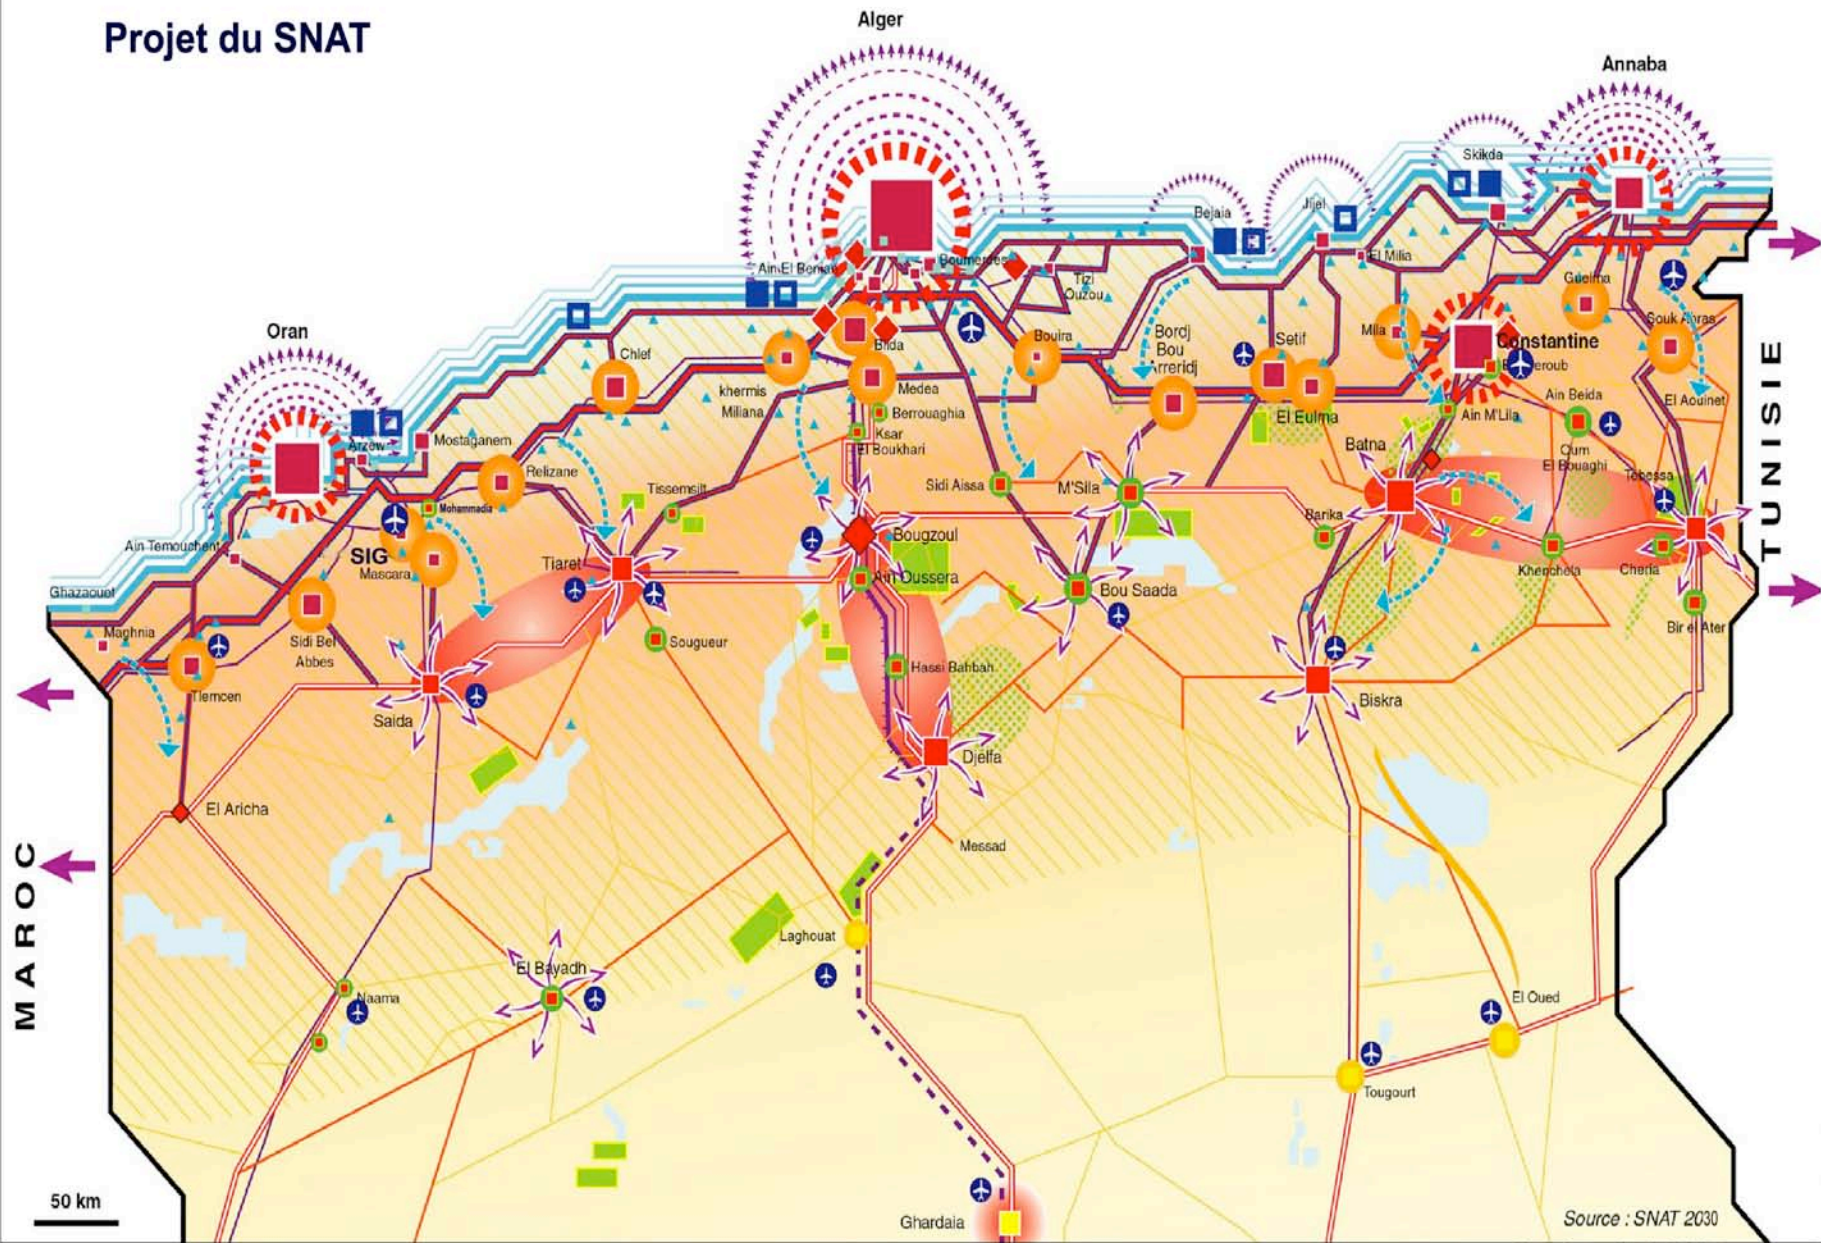 Projet du SNAT
Alger
Annaba
Skikda
Bejaia
Jijel
El Milia
Ain El Benian
Boumerdes
Tizi
Ouzou
Guelma
Oran
Chlef
Blida
Bouira
Bordj
Bou
Arreridj
Setif
Mila
Constantine
Souk Ahras
khermis
Miliana
Medea
Berrouaghia
Ksar
El Boukhari
El Eulma
Ain M'Lila
Ain Beida
El Aouinet
Arzew
Mostaganem
Relizane
Batna
Oum
El Bouaghi
Tebessa
TUNISIE
Mohammadia
Tissemsilt
Sidi Aissa
M'Sila
Barika
Ain Temouchent
SIG
Mascara
Tiaret
Bougzoul
Ain Oussera
Bou Saada
Khenchela
Cheria
Ghazaouet
Maghnia
Sidi Bel
Abbes
Sougueur
Hassi Bahbah
Bir el Ater
Tlemcen
Saida
Djelfa
Biskra
El Aricha
Messad
MAROC
Laghouat
El Bayadh
Naama
El Oued
Tougourt
50 km
Ghardaia
Source : SNAT 2030